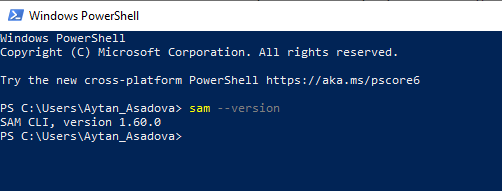 Windows PowerShell
Windows PowerShell
Copyright (C) Microsoft Corporation. All rights reserved.
Try the new cross-platform PowerShell https://aka.ms/pscore6
PS C:\Users\Aytan_Asadova> sam --version
SAM CLI, version 1.60.0
PS C:\Users\Aytan_Asadova>